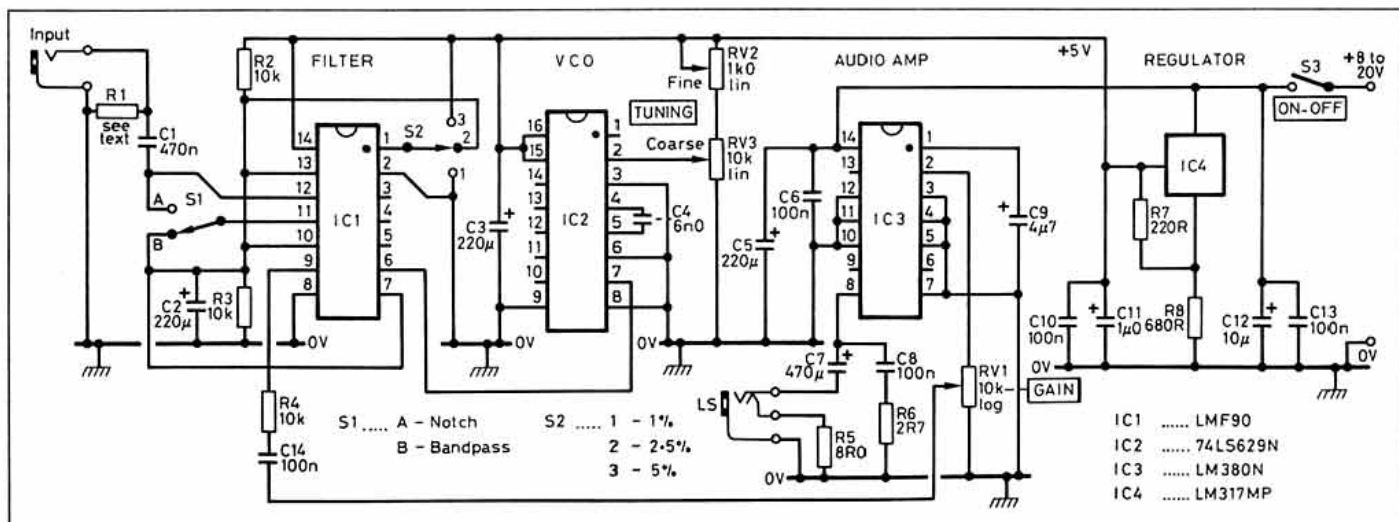 Input
R1
see
text
C1
470n
A
S1
B
R2
10k
FILTER
14
13
12
11
10
9
8
IC1
1
2
3
4
5
6
7
S2
3
2
1
C2
220µ
+
R3
10k
0V
R4
10k
C14
100n
S1 ..... A – Notch
B – Bandpass
S2 ..... 1 – 1%
2 – 2·5%
3 – 5%
VCO
+
C3
220µ
16
15
14
13
12
11
10
9
IC2
1
2
3
4
5
6
7
8
C4
6n0
0V
TUNING
Fine
RV2
1k0
lin
Coarse
RV3
10k
lin
AUDIO AMP
C6
100n
C5
220µ
+
14
13
12
11
10
9
8
IC3
1
2
3
4
5
6
7
+
C9
4µ7
C7
470µ
+
C8
100n
LS
R5
8R0
R6
2R7
RV1
10k
log
GAIN
0V
+5V
REGULATOR
S3
ON-OFF
+8 to
20V
IC4
R7
220R
R8
680R
C10
100n
+
C11
1µ0
+
C12
10µ
C13
100n
0V
0V
IC1 ...... LMF90
IC2 ...... 74LS629N
IC3 ...... LM380N
IC4 ...... LM317MP